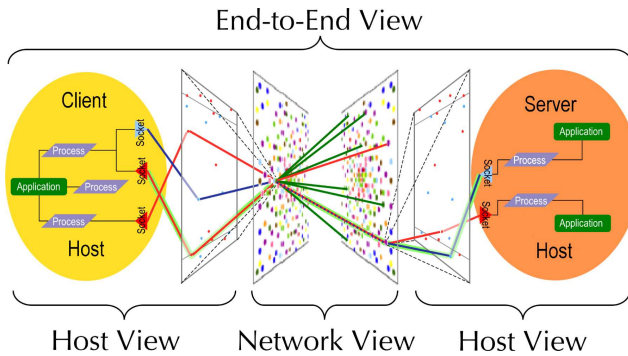 End-to-End View
Client
Process
Socket
Application
Process
Socket
Process
Socket
Host
Server
Application
Socket
Process
Process
Socket
Application
Host
Host View
Network View
Host View